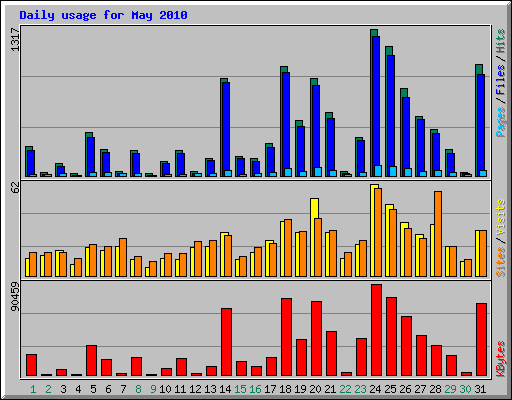 Daily usage for May 2010
1317
Pages / Files / Hits
62
Sites / Visits
90459
KBytes
1 2 3 4 5 6 7 8 9 10 11 12 13 14 15 16 17 18 19 20 21 22 23 24 25 26 27 28 29 30 31